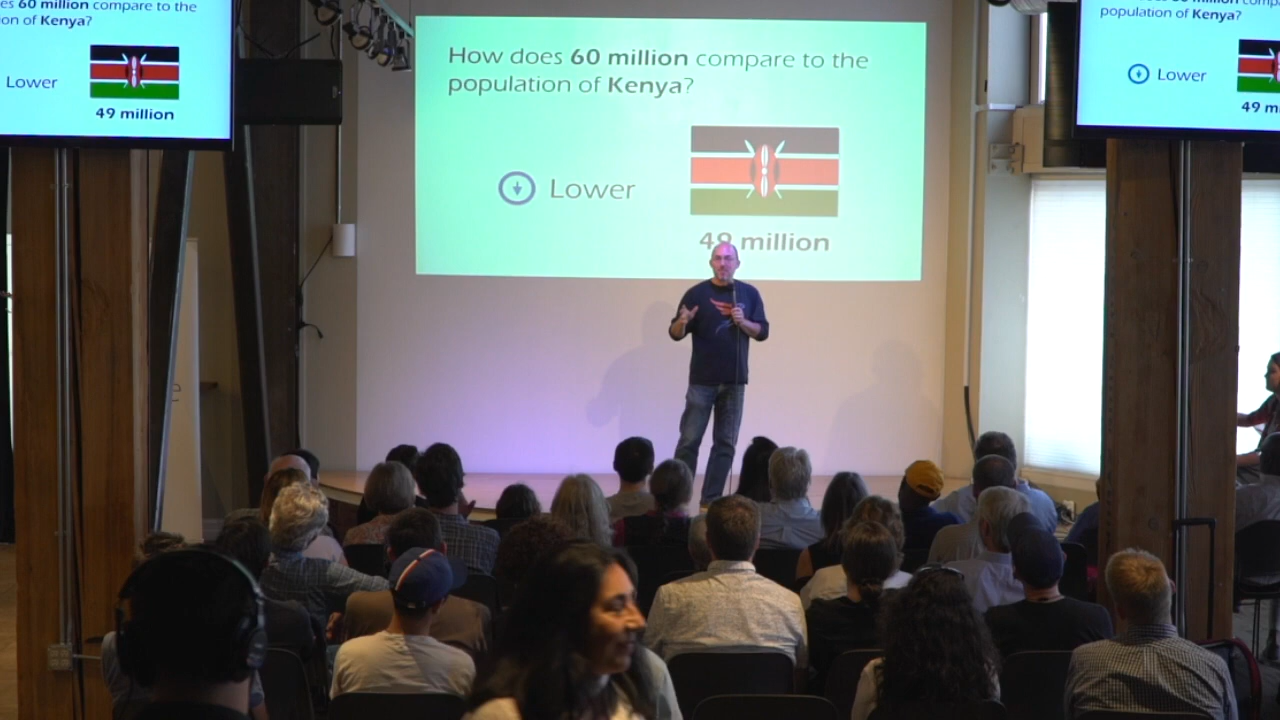 es 60 million compare to the
on of Kenya?
Lower
49 million
How does 60 million compare to the
population of Kenya?
Lower
49 million
population of Kenya?
Lower
49 m